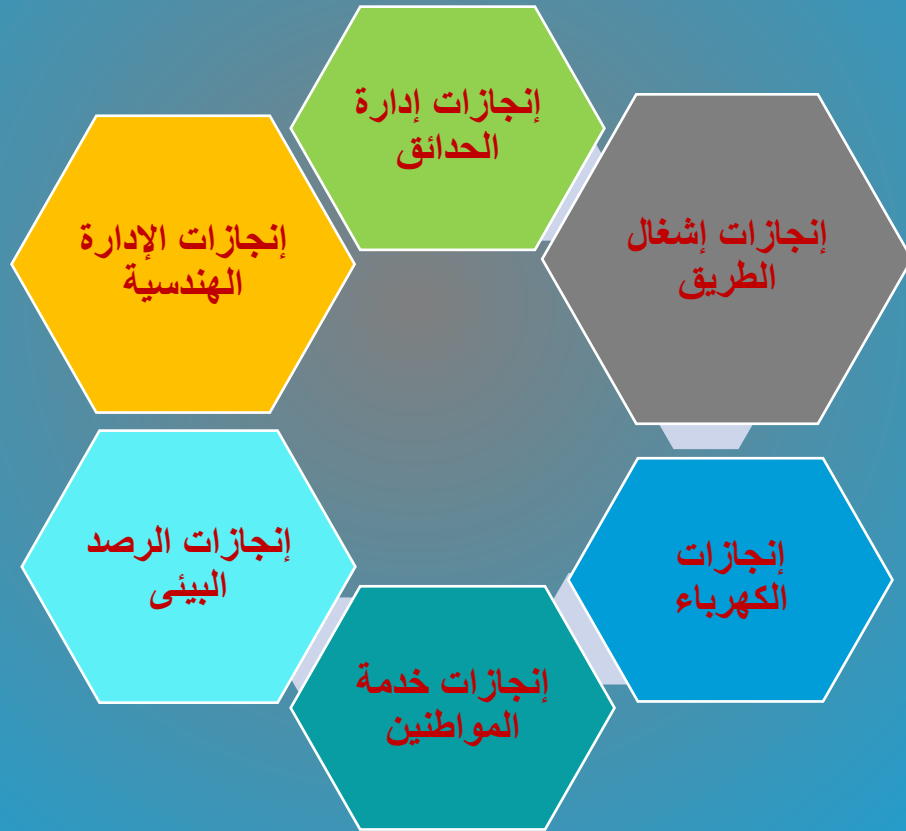 إنجازات إدارة
الحدائق
إنجازات إشغال
الطريق
إنجازات
الكهرباء
إنجازات خدمة
المواطنين
إنجازات الرصد
البيئى
إنجازات الإدارة
الهندسية